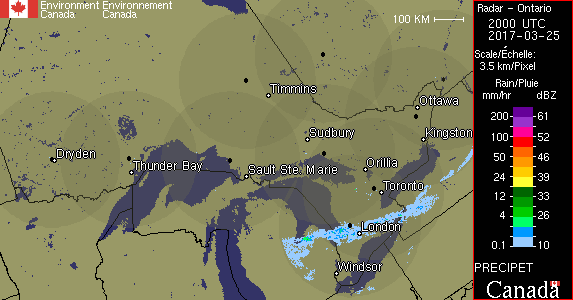 Environment Environnement
Canada Canada
100 KM
Timmins
Ottawa
Sudbury
Kingston
Dryden
Thunder Bay
Sault Ste. Marie
Orillia
Toronto
London
Windsor
Radar - Ontario
2000 UTC
2017-03-25
Scale/Échelle:
3.5 km/Pixel
Rain/Pluie
mm/hr dBZ
200 61
100 52
50 46
24 39
12 33
4 26
0.1 10
PRECIPET
Canada